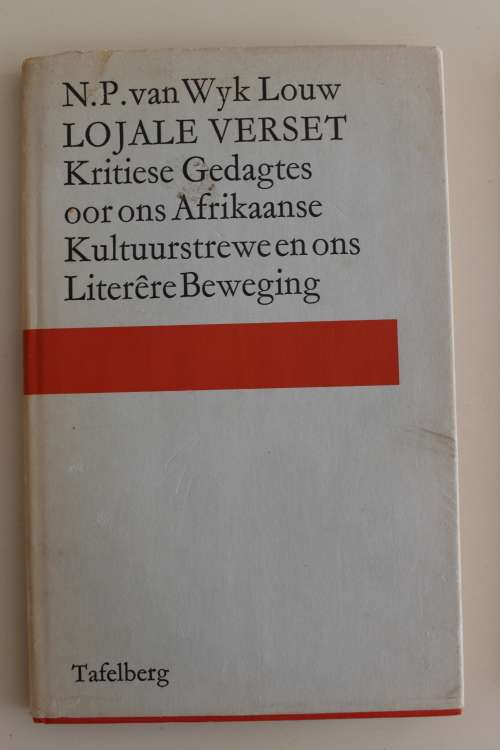 N.P. van Wyk Louw
LOJALE VERSET
Kritiese Gedagtes
oor ons Afrikaanse
Kultuurstrewe en ons
Literêre Beweging
Tafelberg